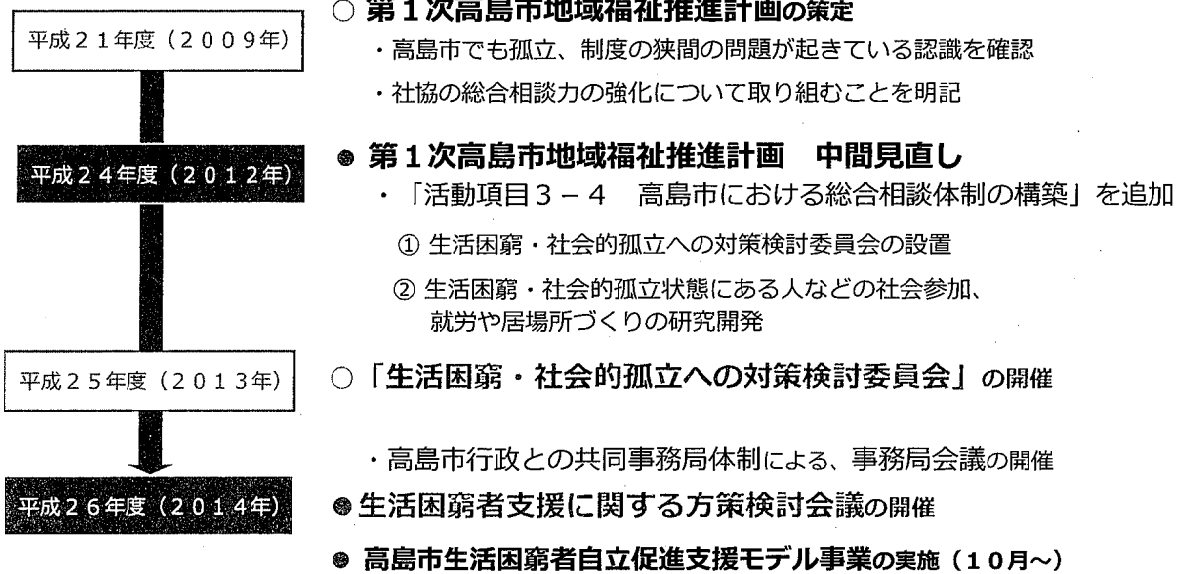 ○ 第１次高島市地域福祉推進計画の策定
平成２１年度（２００９年）
・高島市でも孤立、制度の狭間の問題が起きている認識を確認
・社協の総合相談力の強化について取り組むことを明記
平成２４年度（２０１２年）
● 第１次高島市地域福祉推進計画　中間見直し
・「活動項目３－４　高島市における総合相談体制の構築」を追加
① 生活困窮・社会的孤立への対策検討委員会の設置
② 生活困窮・社会的孤立状態にある人などの社会参加、
就労や居場所づくりの研究開発
平成２５年度（２０１３年）
○「生活困窮・社会的孤立への対策検討委員会」の開催
・高島市行政との共同事務局体制による、事務局会議の開催
平成２６年度（２０１４年）
●生活困窮者支援に関する方策検討会議の開催
● 高島市生活困窮者自立促進支援モデル事業の実施（１０月～）